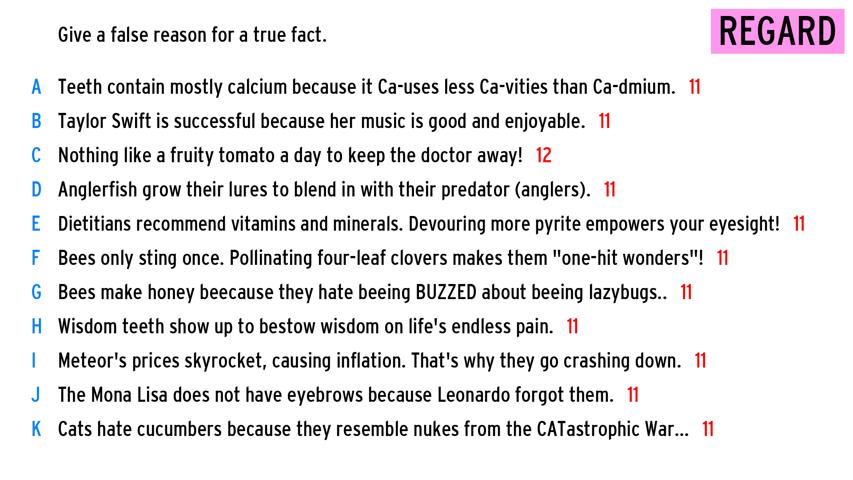 Give a false reason for a true fact.
REGARD
A Teeth contain mostly calcium because it Ca-uses less Ca-vities than Ca-dmium. 11
B Taylor Swift is successful because her music is good and enjoyable. 11
C Nothing like a fruity tomato a day to keep the doctor away! 12
D Anglerfish grow their lures to blend in with their predator (anglers). 11
E Dietitians recommend vitamins and minerals. Devouring more pyrite empowers your eyesight! 11
F Bees only sting once. Pollinating four-leaf clovers makes them "one-hit wonders"! 11
G Bees make honey beecause they hate beeing BUZZED about beeing lazybugs.. 11
H Wisdom teeth show up to bestow wisdom on life's endless pain. 11
I Meteor's prices skyrocket, causing inflation. That's why they go crashing down. 11
J The Mona Lisa does not have eyebrows because Leonardo forgot them. 11
K Cats hate cucumbers because they resemble nukes from the CATastrophic War... 11